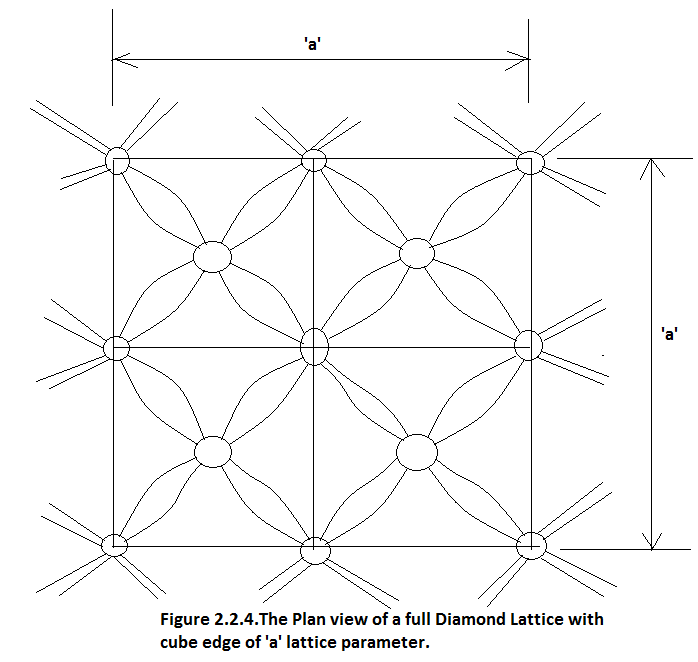 'a'
'a'
Figure 2.2.4.The Plan view of a full Diamond Lattice with
cube edge of 'a' lattice parameter.